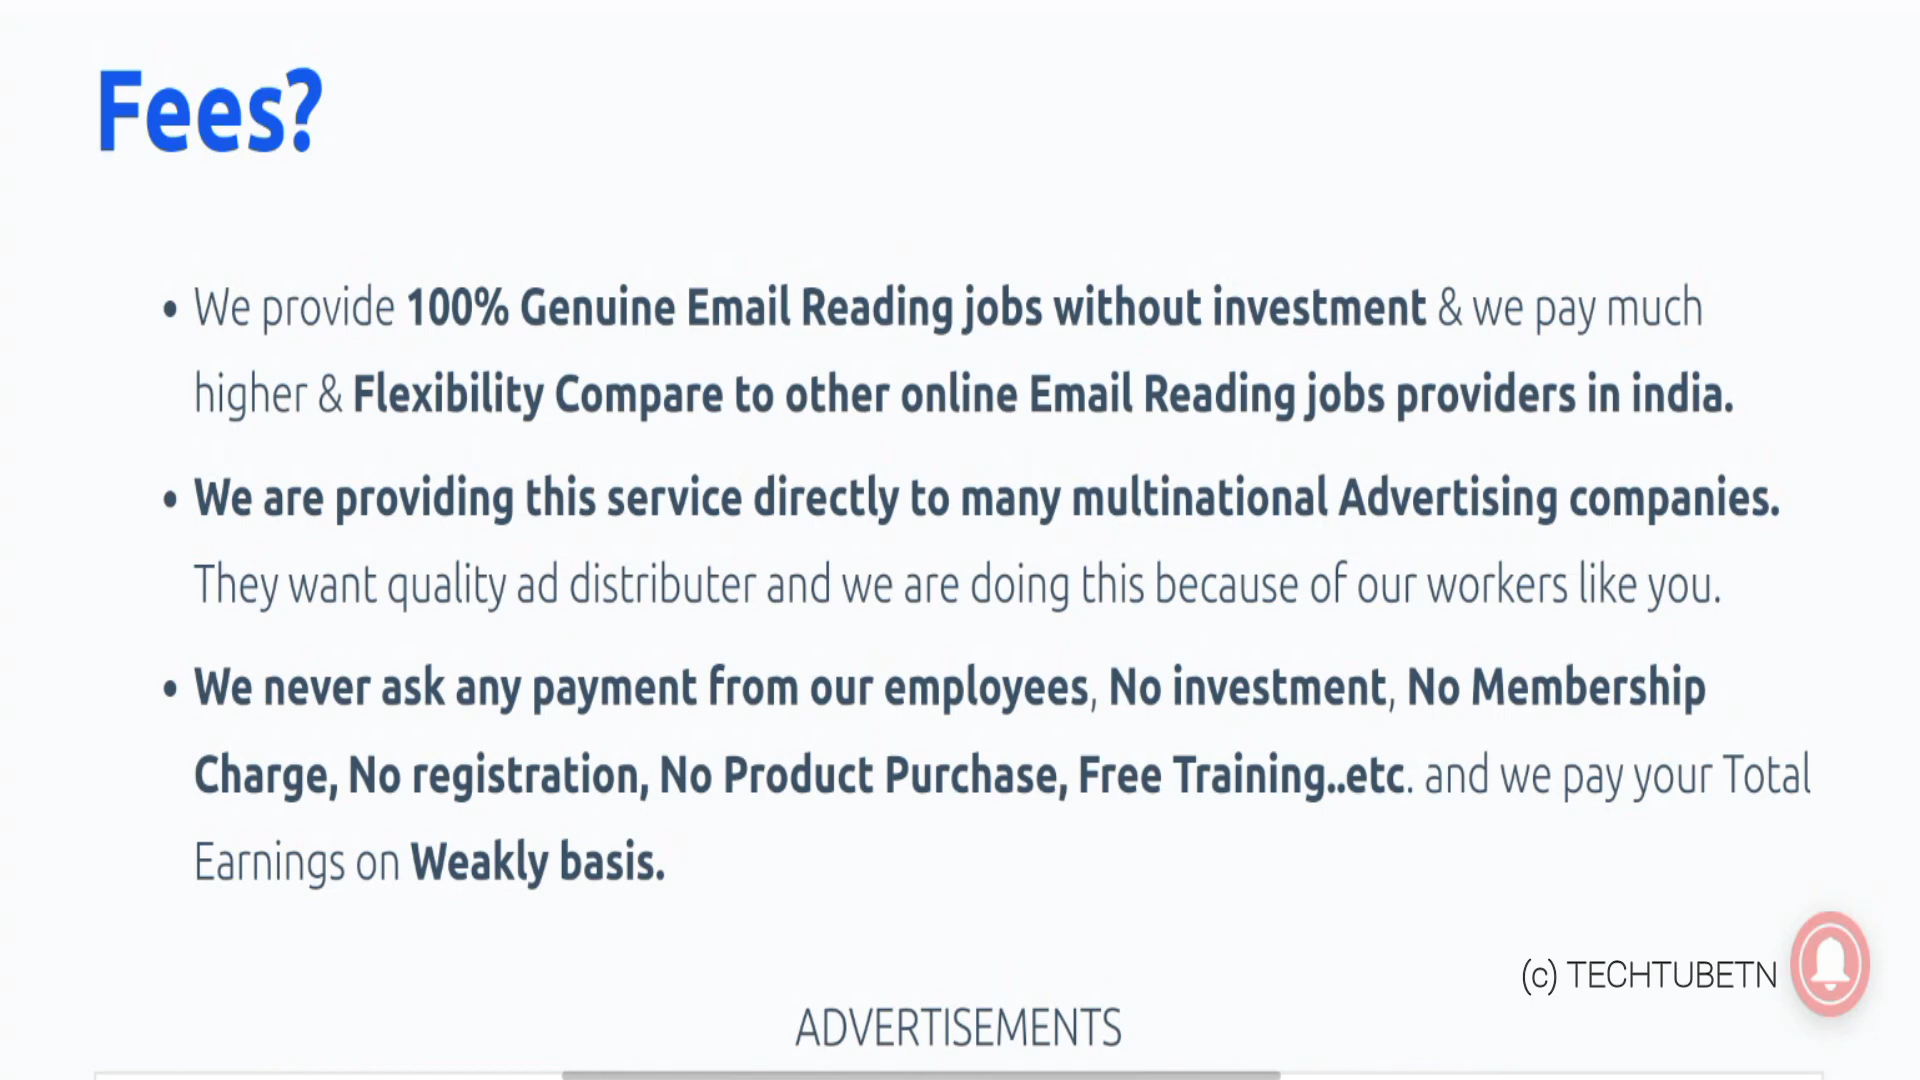 Fees?
• We provide 100% Genuine Email Reading jobs without investment & we pay much
higher & Flexibility Compare to other online Email Reading jobs providers in india.
• We are providing this service directly to many multinational Advertising companies.
They want quality ad distributer and we are doing this because of our workers like you.
• We never ask any payment from our employees, No investment, No Membership
Charge, No registration, No Product Purchase, Free Training..etc. and we pay your Total
Earnings on Weakly basis.
(c) TECHTUBETN
ADVERTISEMENTS